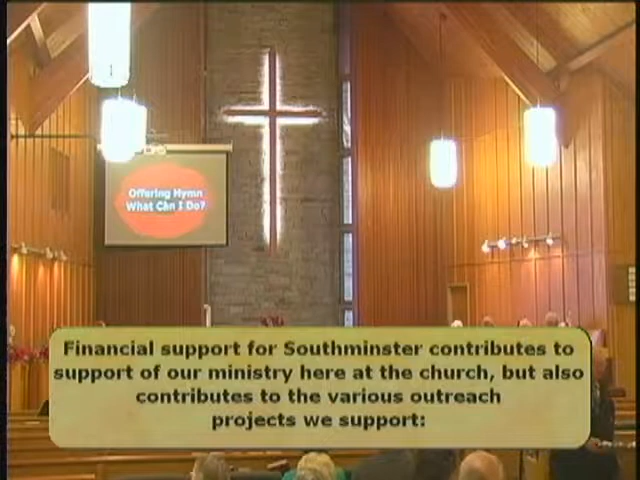 Offering Hymn
What Can I Do?
Financial support for Southminster contributes to
support of our ministry here at the church, but also
contributes to the various outreach
projects we support: